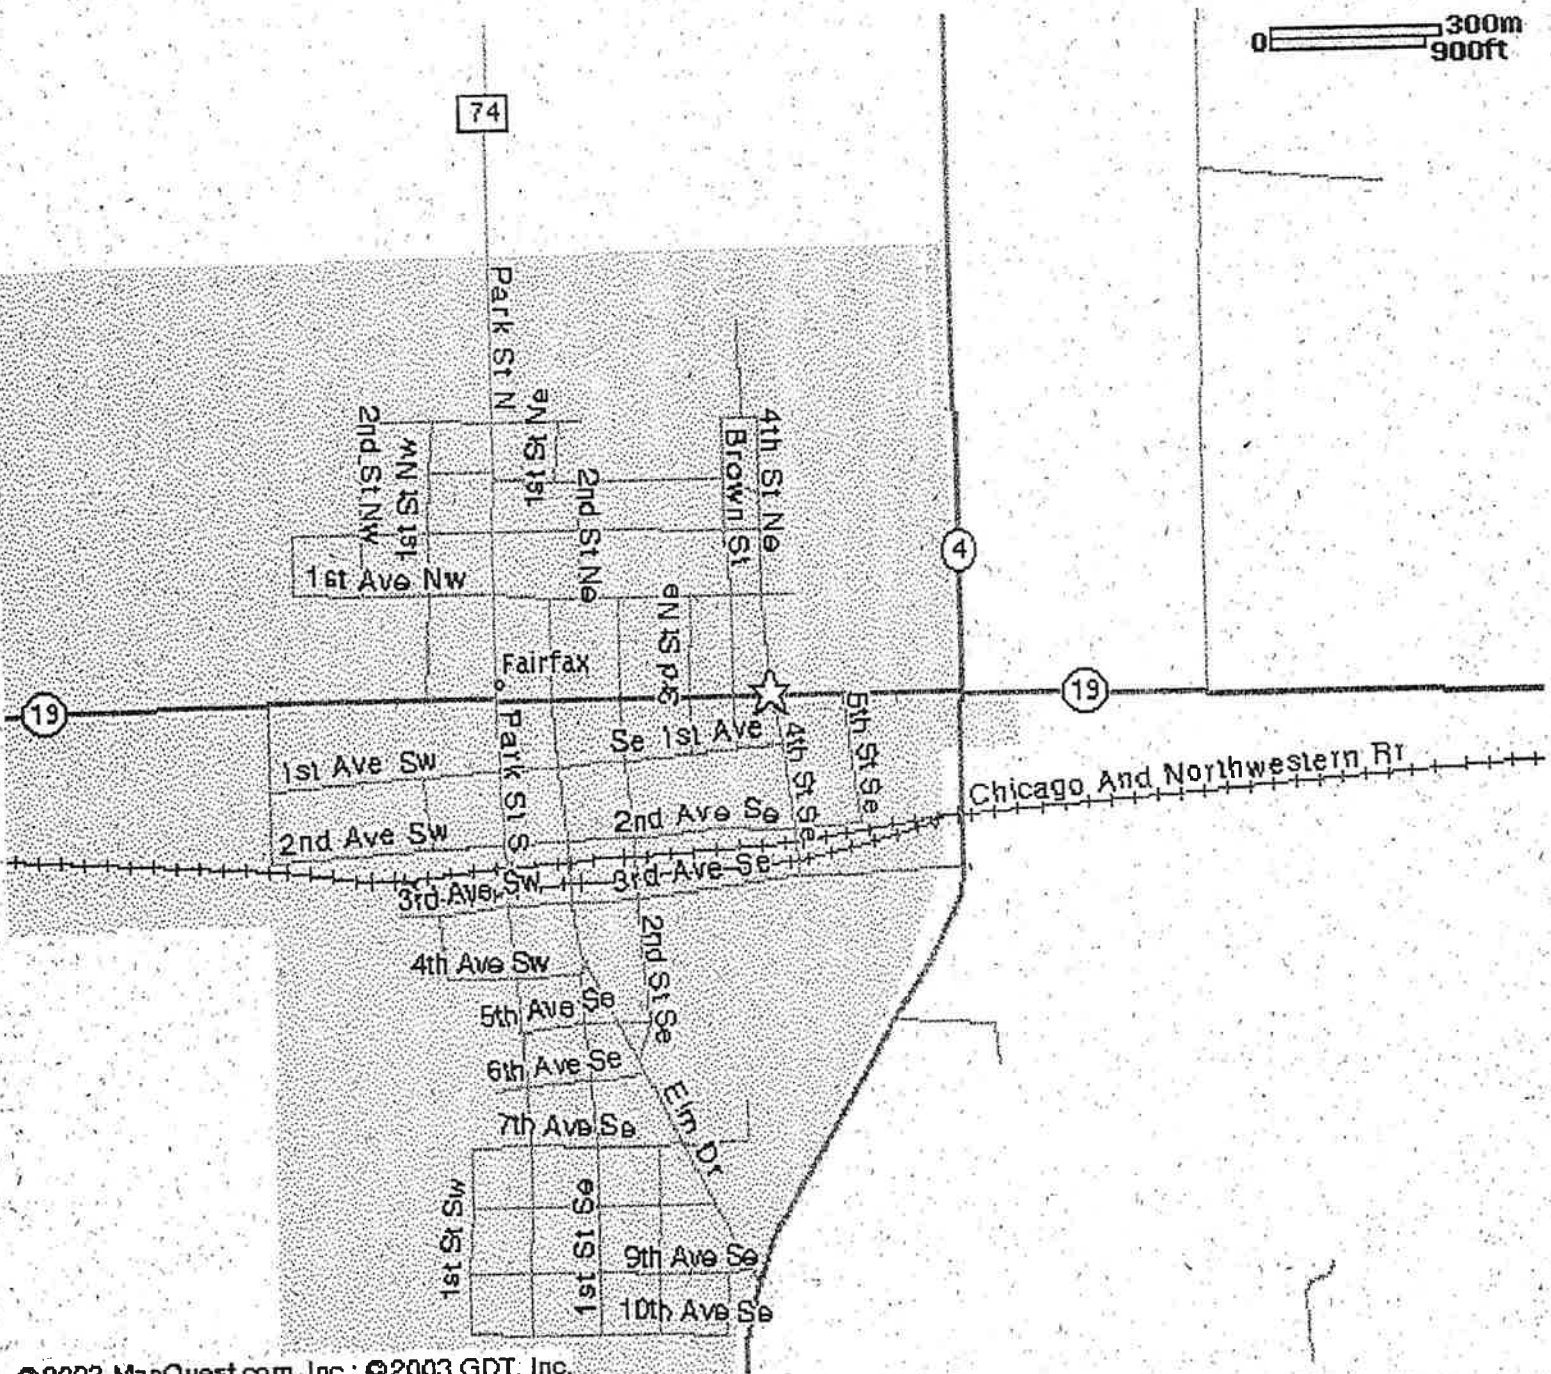 300m
0
900ft
74
Park St N
2nd St Nw
1st St Nw
1st St Ne
2nd St Ne
Brown St
4th St Ne
4
1st Ave Nw
3rd St Ne
Fairfax
19
19
Park St S
Se 1st Ave
4th St Se
5th St Se
1st Ave Sw
Chicago And Northwestern Rr
2nd Ave Sw
2nd Ave Se
3rd Ave Sw
3rd Ave Se
2nd St Se
4th Ave Sw
5th Ave Se
6th Ave Se
Elm Dr
7th Ave Se
1st St Sw
1st St Se
9th Ave Se
10th Ave Se
MapQuest.com, Inc.; ©2003 GDT, Inc.